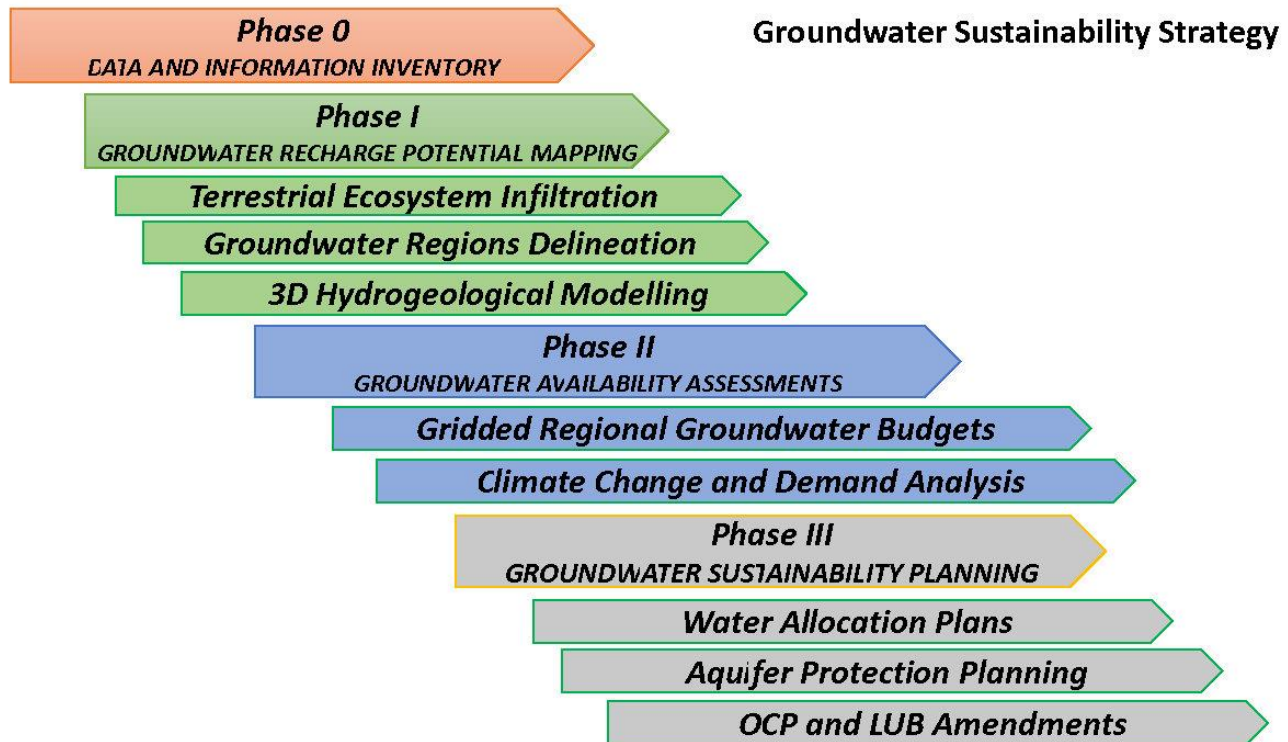 Groundwater Sustainability Strategy
Phase 0
DATA AND INFORMATION INVENTORY
Phase I
GROUNDWATER RECHARGE POTENTIAL MAPPING
Terrestrial Ecosystem Infiltration
Groundwater Regions Delineation
3D Hydrogeological Modelling
Phase II
GROUNDWATER AVAILABILITY ASSESSMENTS
Gridded Regional Groundwater Budgets
Climate Change and Demand Analysis
Phase III
GROUNDWATER SUSTAINABILITY PLANNING
Water Allocation Plans
Aquifer Protection Planning
OCP and LUB Amendments